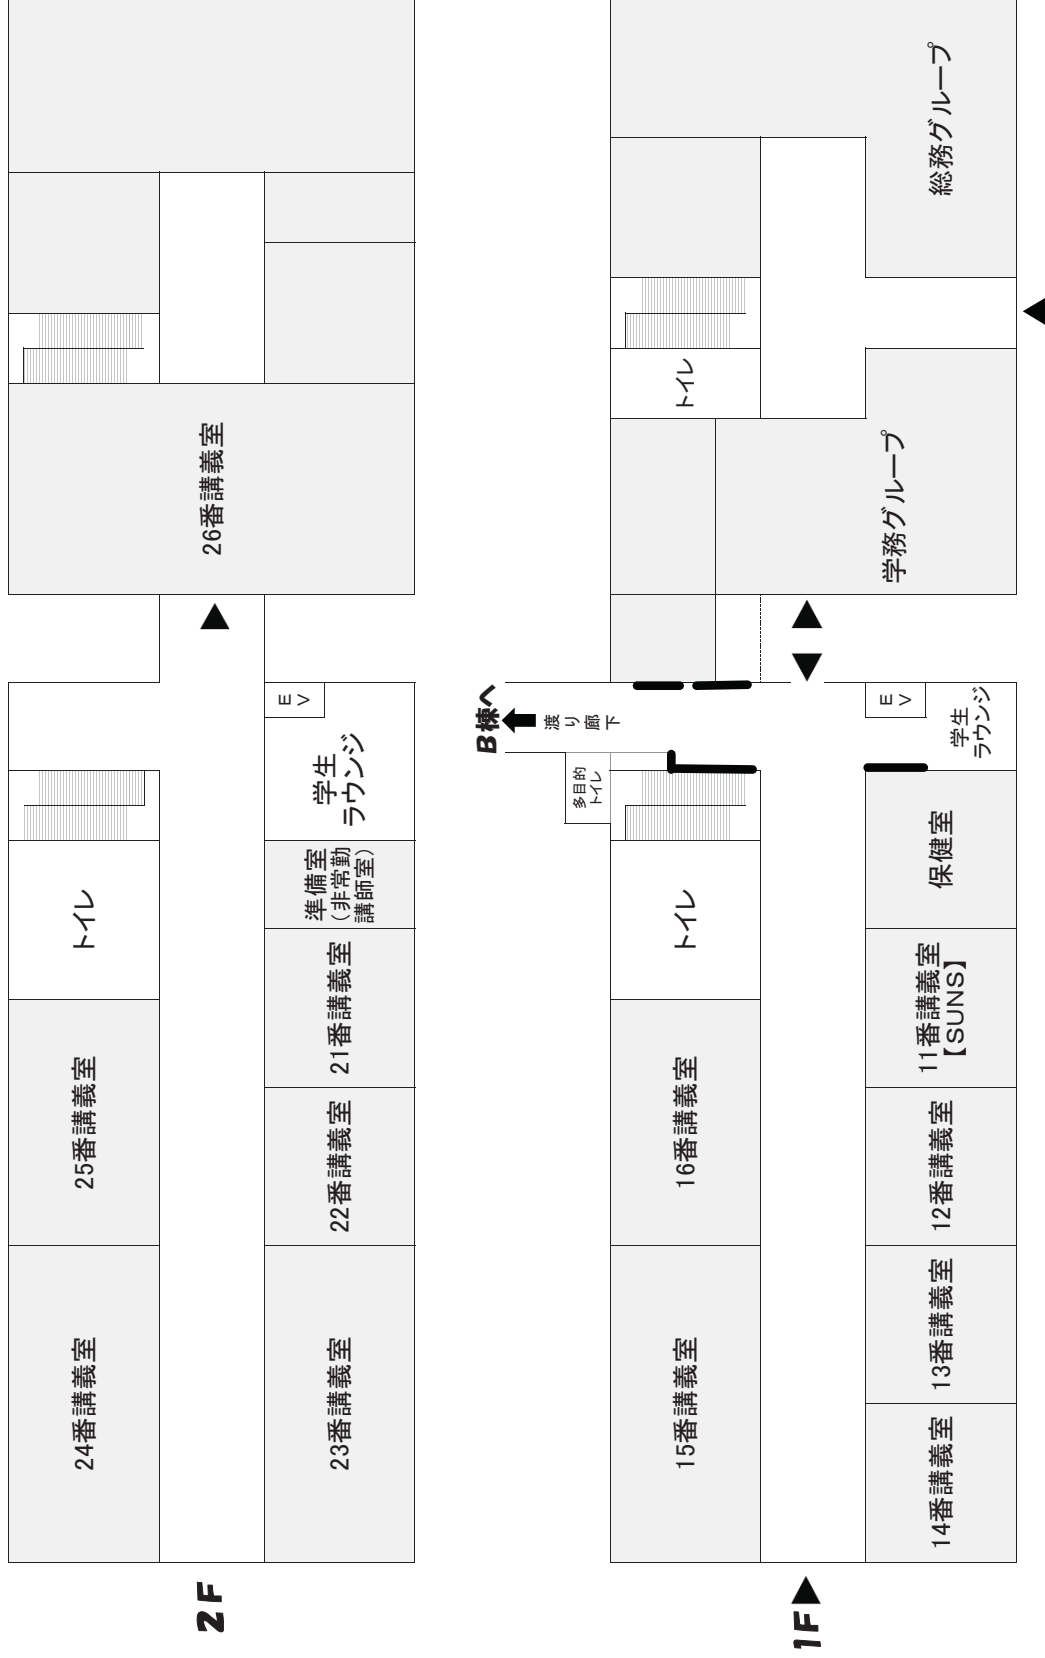 2F
24番講義室
25番講義室
トイレ
23番講義室
22番講義室
21番講義室
準備室
(非常勤
講師室)
学生
ラウンジ
EV
26番講義室
1F
15番講義室
16番講義室
トイレ
多目的
トイレ
渡り廊下
B棟へ
14番講義室
13番講義室
12番講義室
11番講義室
【SUNS】
保健室
学生
ラウンジ
EV
トイレ
学務グループ
総務グループ